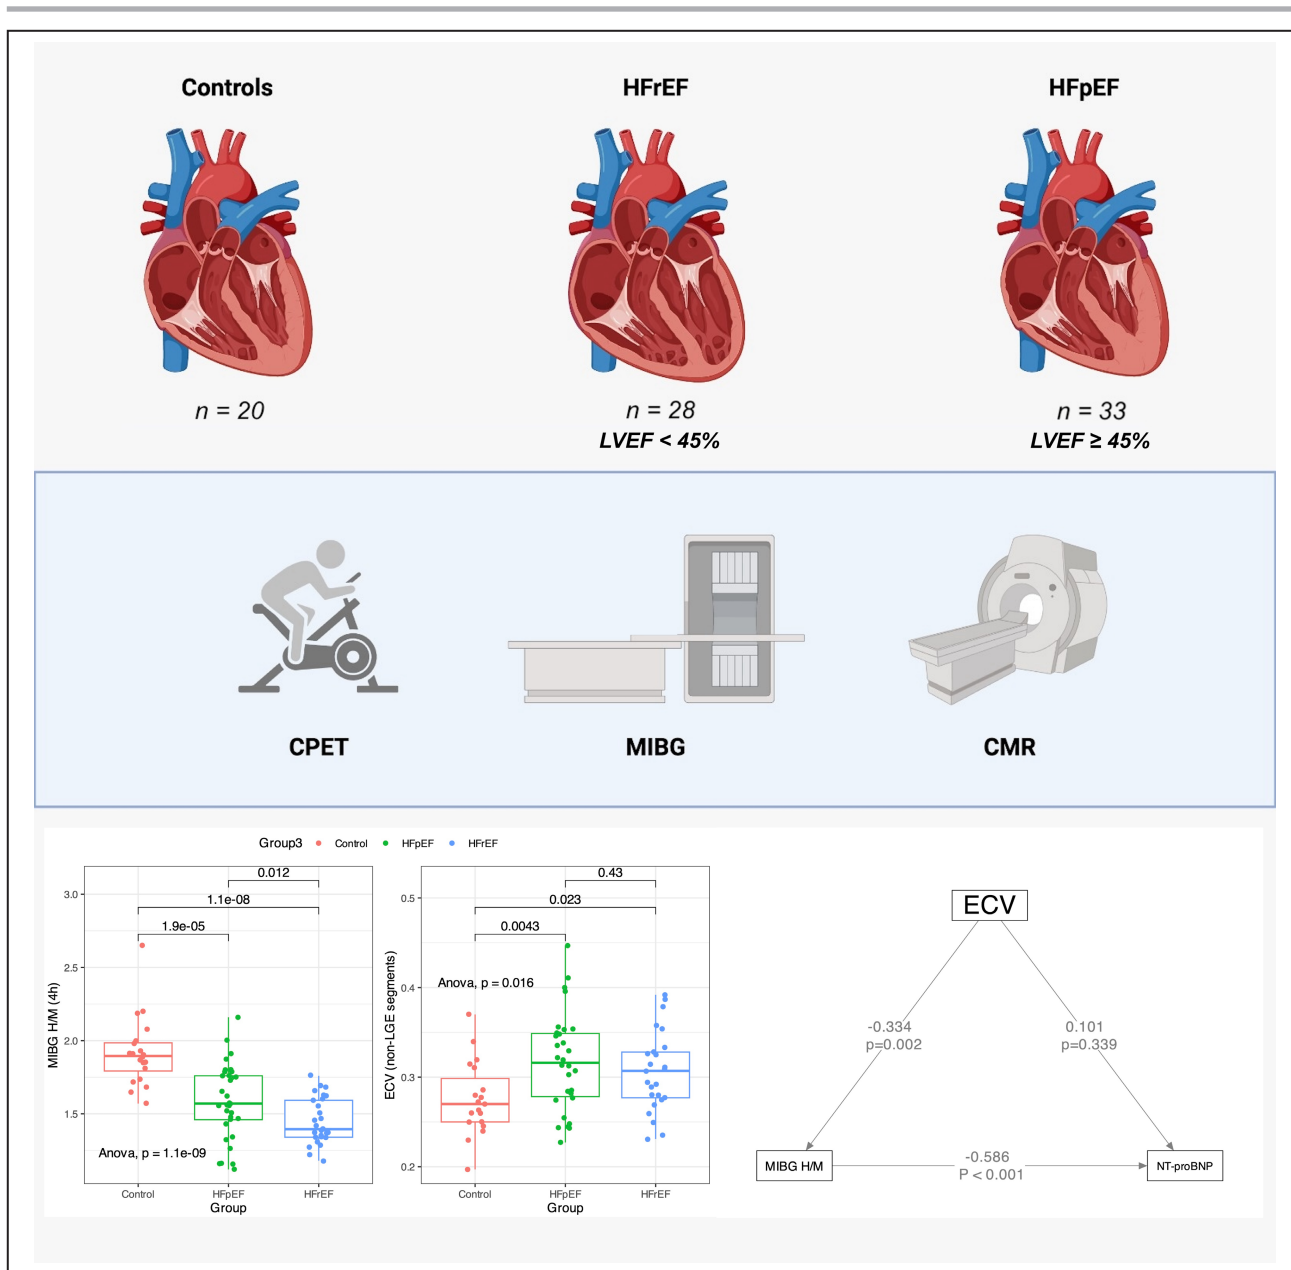 Controls
HFrEF
HFpEF
n = 20
n = 28
n = 33
LVEF < 45%
LVEF ≥ 45%
CPET
MIBG
CMR
Group3
Control
HFpEF
HFrEF
MIBG H/M (4h)
3.0
2.5
2.0
1.5
0.012
1.1e-08
1.9e-05
Anova, p = 1.1e-09
Control
HFpEF
HFrEF
Group
ECV (non-LGE segments)
0.5
0.4
0.3
0.2
0.43
0.023
0.0043
Anova, p = 0.016
Control
HFpEF
HFrEF
Group
ECV
-0.334
p=0.002
0.101
p=0.339
MIBG H/M
-0.586
P < 0.001
NT-proBNP